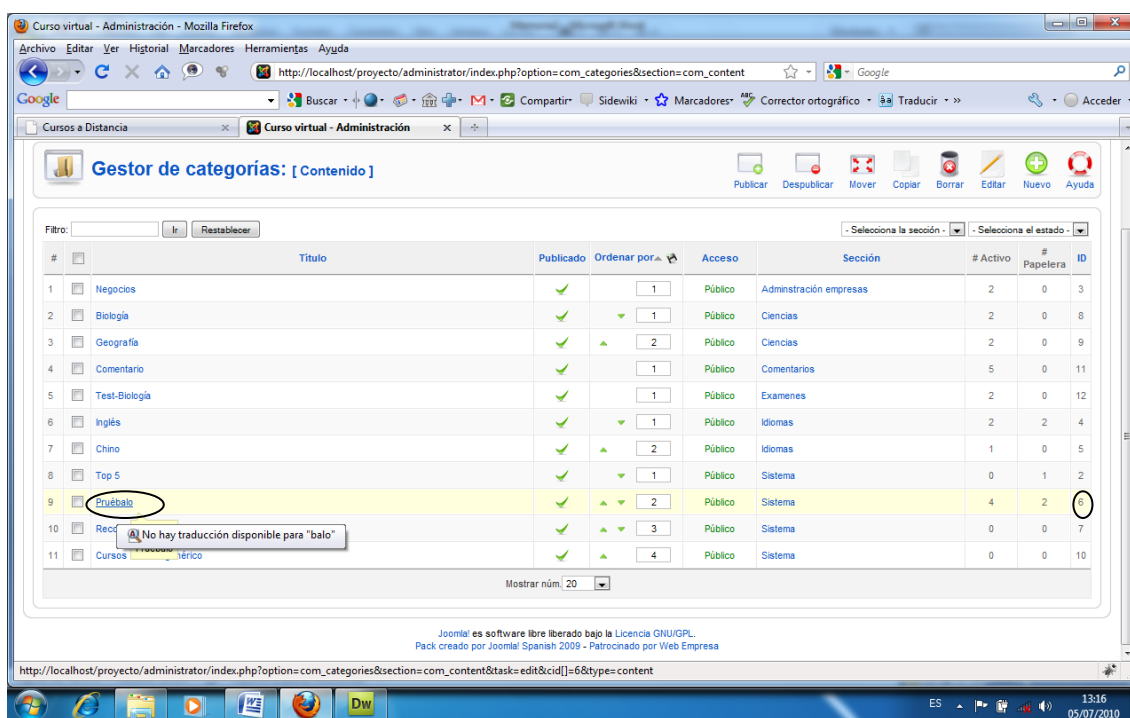 Curso virtual - Administración - Mozilla Firefox
Archivo Editar Ver Historial Marcadores Herramientas Ayuda
http://localhost/proyecto/administrator/index.php?option=com_categories&section=com_content
Google
Google Buscar Compartir Sidewiki Marcadores Corrector ortográfico Traducir » Acceder
Cursos a Distancia
Curso virtual - Administración
Gestor de categorías: [ Contenido ]
Publicar Despublicar Mover Copiar Borrar Editar Nuevo Ayuda
Filtro: Ir Restablecer - Selecciona la sección - - Selecciona el estado -
# Título Publicado Ordenar por Acceso Sección # Activo # Papelera ID
1 Negocios 1 Público Adminstración empresas 2 0 3
2 Biología 1 Público Ciencias 2 0 8
3 Geografía 2 Público Ciencias 2 0 9
4 Comentario 1 Público Comentarios 5 0 11
5 Test-Biología 1 Público Examenes 2 0 12
6 Inglés 1 Público Idiomas 2 2 4
7 Chino 2 Público Idiomas 1 0 5
8 Top 5 1 Público Sistema 0 1 2
9 Pruébalo 2 Público Sistema 4 2 6
10 Reco 3 Público Sistema 0 0 7
No hay traducción disponible para "balo"
11 Cursos érico 4 Público Sistema 0 0 10
Mostrar núm. 20
Joomla! es software libre liberado bajo la Licencia GNU/GPL.
Pack creado por Joomla! Spanish 2009 - Patrocinado por Web Empresa
http://localhost/proyecto/administrator/index.php?option=com_categories&section=com_content&task=edit&cid[]=6&type=content
Dw
ES
13:16
05/07/2010